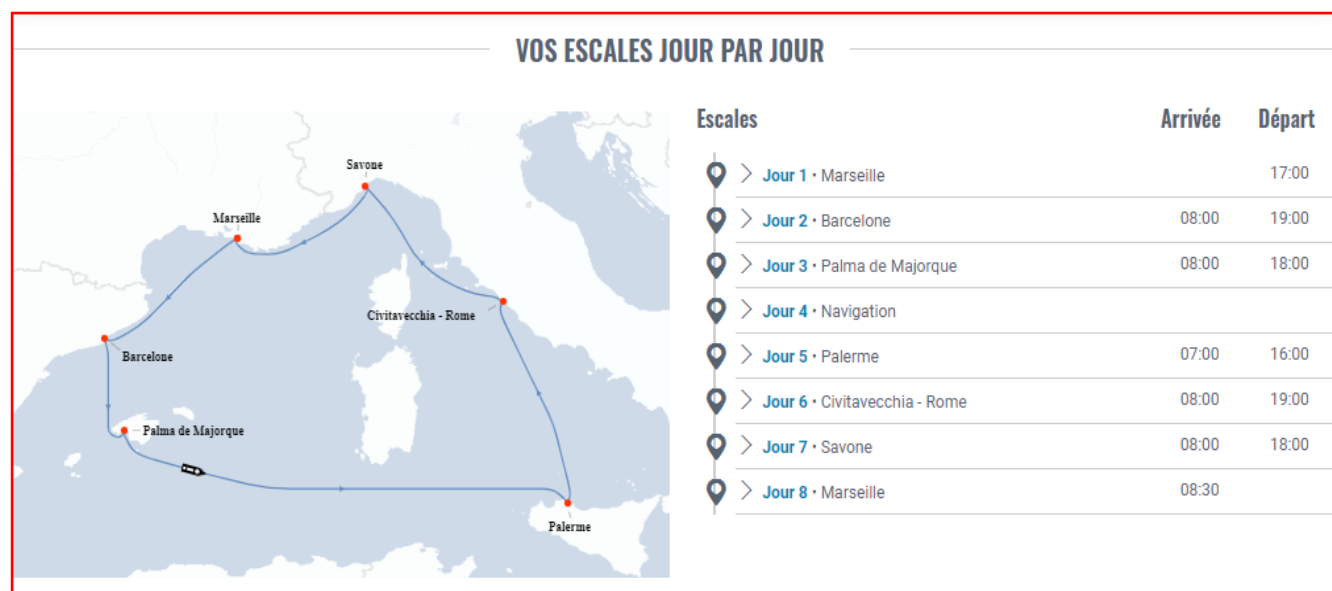 VOS ESCALES JOUR PAR JOUR
Savone
Marseille
Civitavecchia - Rome
Barcelone
Palma de Majorque
Palerme
Escales Arrivée Départ
Jour 1 • Marseille 17:00
Jour 2 • Barcelone 08:00 19:00
Jour 3 • Palma de Majorque 08:00 18:00
Jour 4 • Navigation
Jour 5 • Palerme 07:00 16:00
Jour 6 • Civitavecchia - Rome 08:00 19:00
Jour 7 • Savone 08:00 18:00
Jour 8 • Marseille 08:30